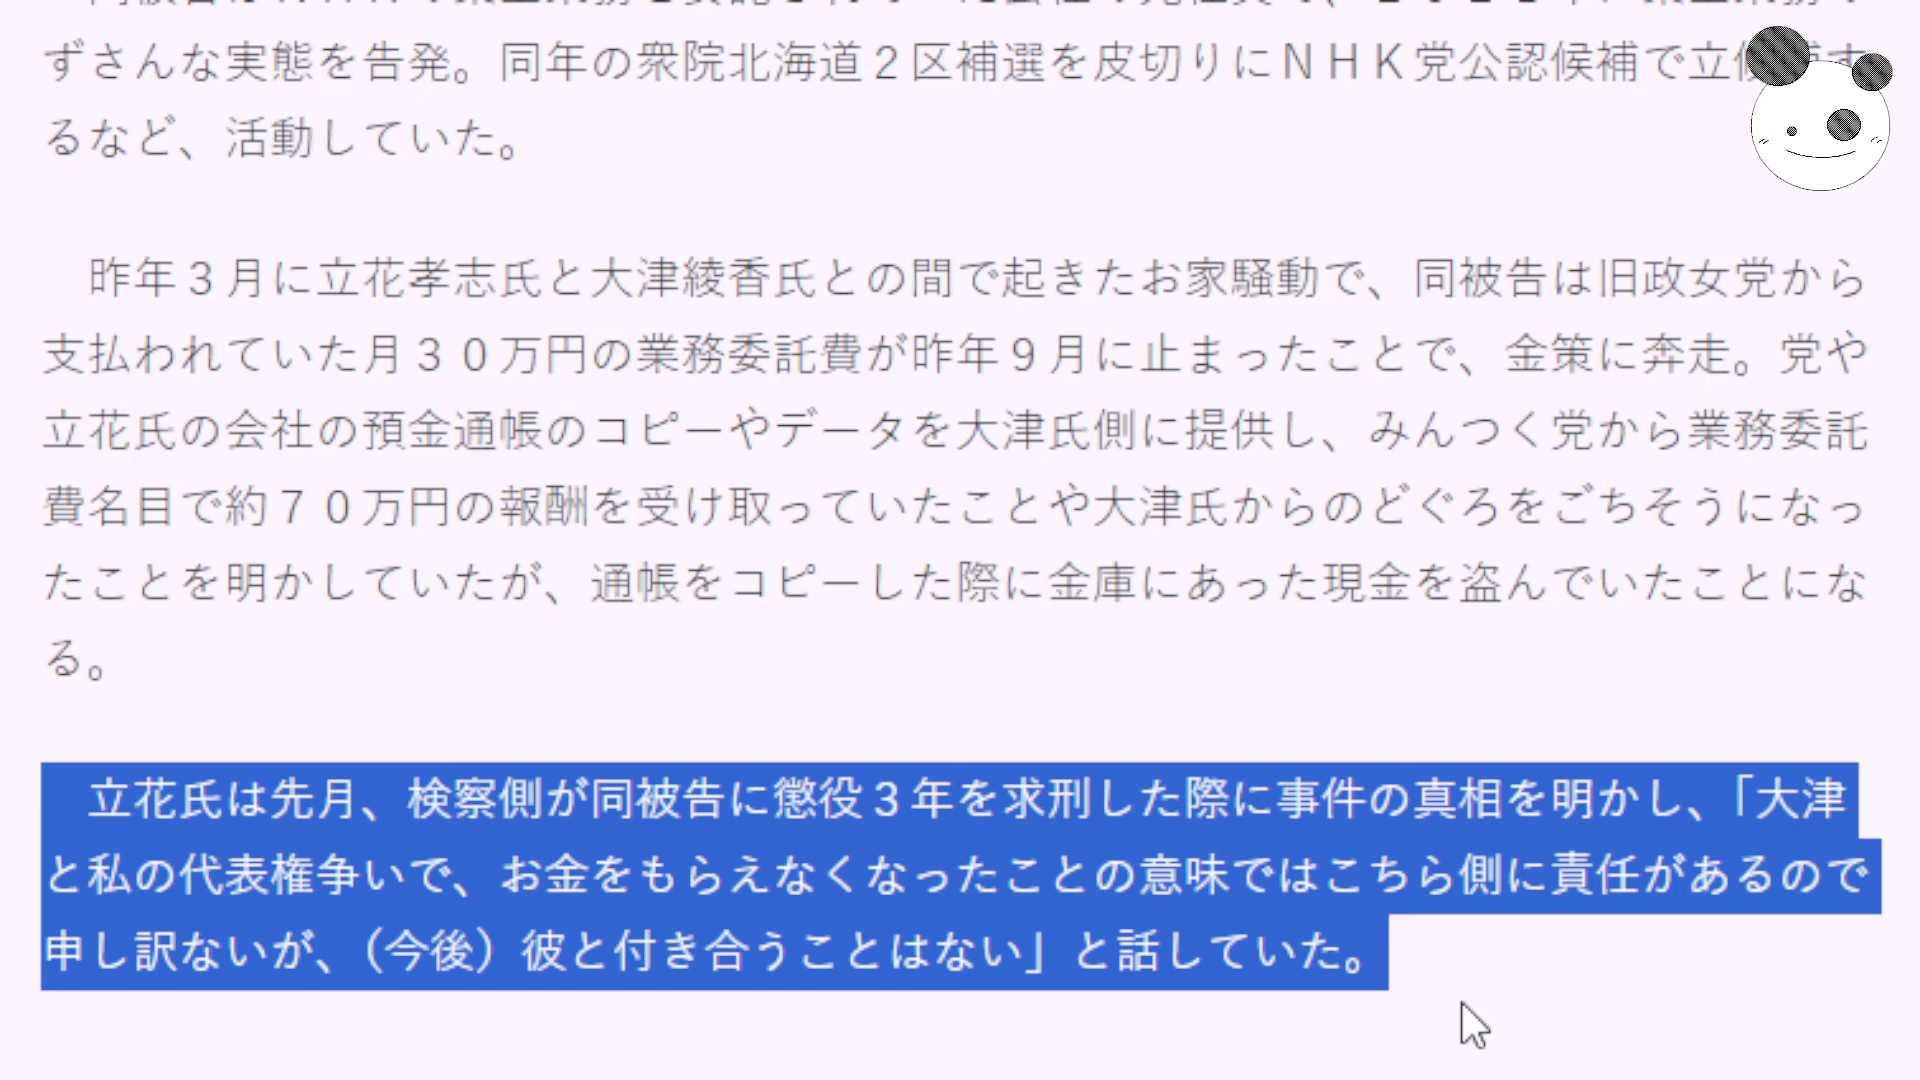 ずさんな実態を告発。同年の衆院北海道２区補選を皮切りにＮＨＫ党公認候補で立候補す
るなど、活動していた。
昨年３月に立花孝志氏と大津綾香氏との間で起きたお家騒動で、同被告は旧政女党から
支払われていた月３０万円の業務委託費が昨年９月に止まったことで、金策に奔走。党や
立花氏の会社の預金通帳のコピーやデータを大津氏側に提供し、みんつく党から業務委託
費名目で約７０万円の報酬を受け取っていたことや大津氏からのどぐろをごちそうになっ
たことを明かしていたが、通帳をコピーした際に金庫にあった現金を盗んでいたことにな
る。
立花氏は先月、検察側が同被告に懲役３年を求刑した際に事件の真相を明かし、「大津
と私の代表権争いで、お金をもらえなくなったことの意味ではこちら側に責任があるので
申し訳ないが、（今後）彼と付き合うことはない」と話していた。